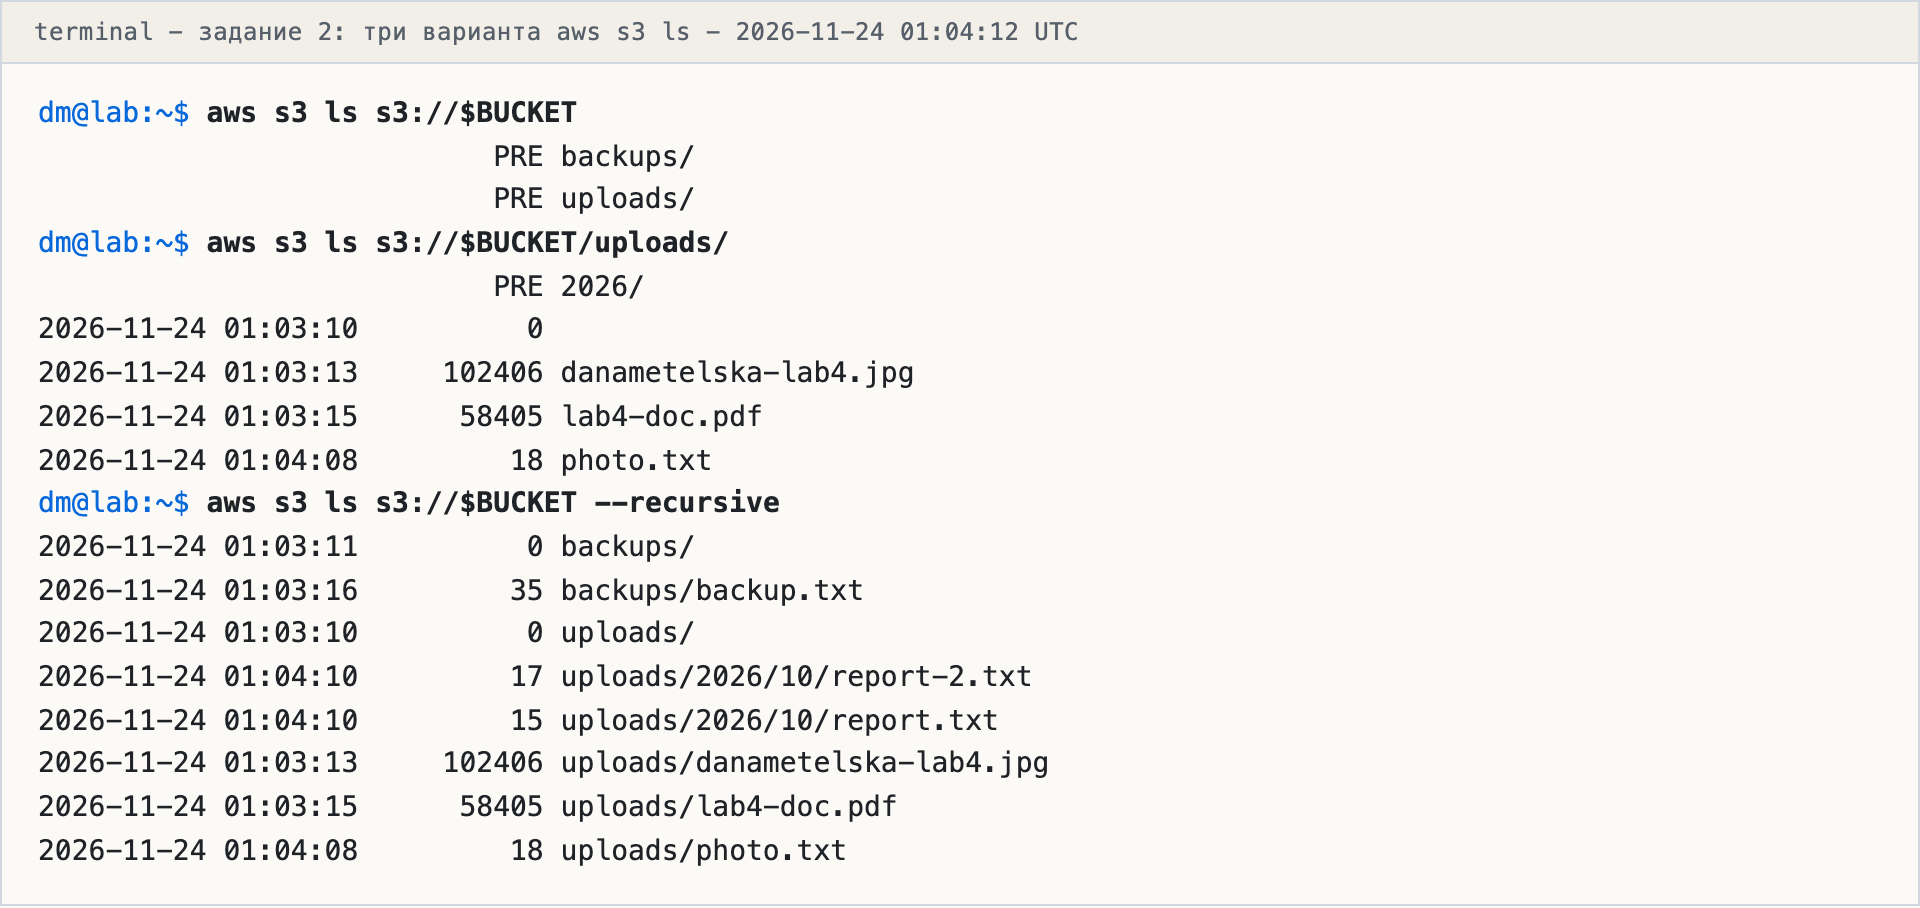 terminal — задание 2: три варианта aws s3 ls — 2026-11-24 01:04:12 UTC
dm@lab:~$ aws s3 ls s3://$BUCKET
                           PRE backups/
                           PRE uploads/
dm@lab:~$ aws s3 ls s3://$BUCKET/uploads/
                           PRE 2026/
2026-11-24 01:03:10          0
2026-11-24 01:03:13     102406 danametelska-lab4.jpg
2026-11-24 01:03:15      58405 lab4-doc.pdf
2026-11-24 01:04:08         18 photo.txt
dm@lab:~$ aws s3 ls s3://$BUCKET --recursive
2026-11-24 01:03:11          0 backups/
2026-11-24 01:03:16         35 backups/backup.txt
2026-11-24 01:03:10          0 uploads/
2026-11-24 01:04:10         17 uploads/2026/10/report-2.txt
2026-11-24 01:04:10         15 uploads/2026/10/report.txt
2026-11-24 01:03:13     102406 uploads/danametelska-lab4.jpg
2026-11-24 01:03:15      58405 uploads/lab4-doc.pdf
2026-11-24 01:04:08         18 uploads/photo.txt